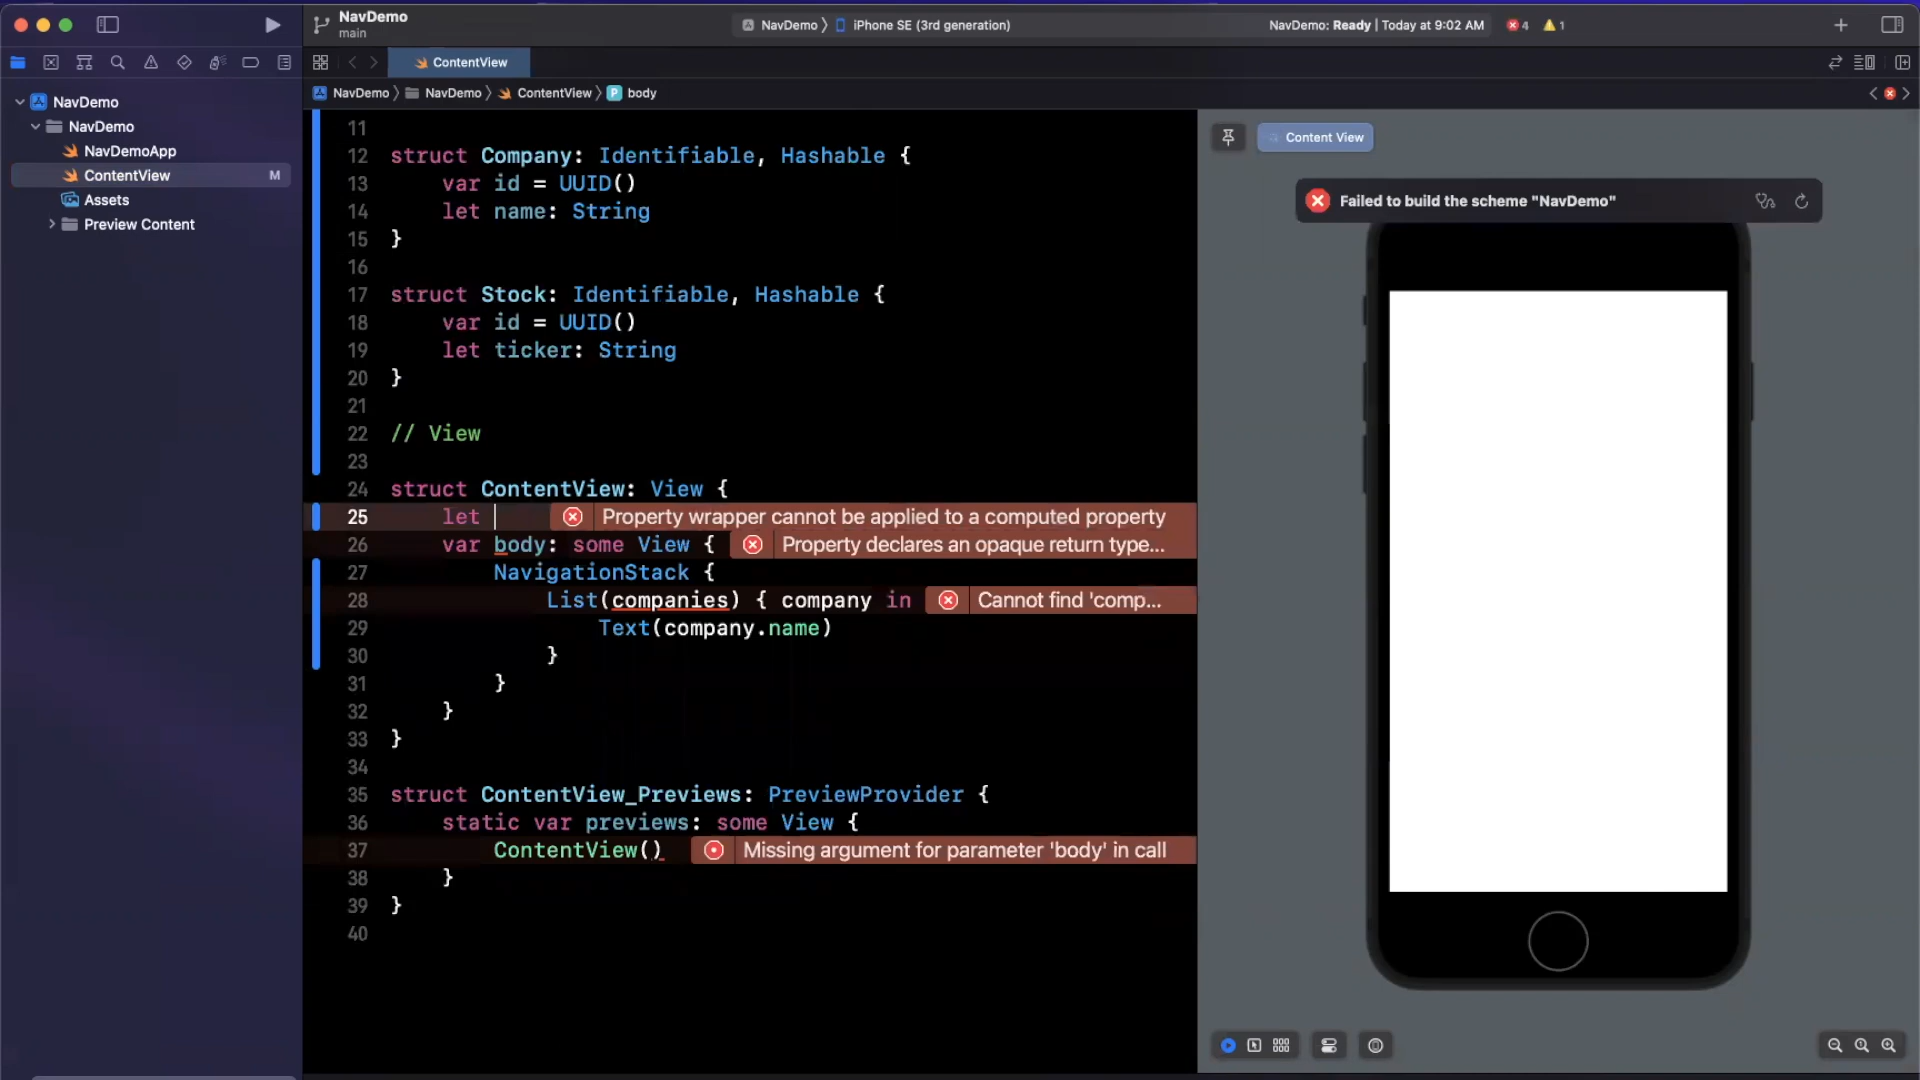 NavDemo
main
NavDemo
iPhone SE (3rd generation)
NavDemo: Ready | Today at 9:02 AM
4
1
ContentView
NavDemo
NavDemo
ContentView
P
body
NavDemo
NavDemo
NavDemoApp
ContentView
M
Assets
Preview Content
11
12 struct Company: Identifiable, Hashable {
13 var id = UUID()
14 let name: String
15 }
16
17 struct Stock: Identifiable, Hashable {
18 var id = UUID()
19 let ticker: String
20 }
21
22 // View
23
24 struct ContentView: View {
25 let Property wrapper cannot be applied to a computed property
26 var body: some View { Property declares an opaque return type...
27 NavigationStack {
28 List(companies) { company in Cannot find 'comp...
29 Text(company.name)
30 }
31 }
32 }
33 }
34
35 struct ContentView_Previews: PreviewProvider {
36 static var previews: some View {
37 ContentView() Missing argument for parameter 'body' in call
38 }
39 }
40
Content View
Failed to build the scheme "NavDemo"